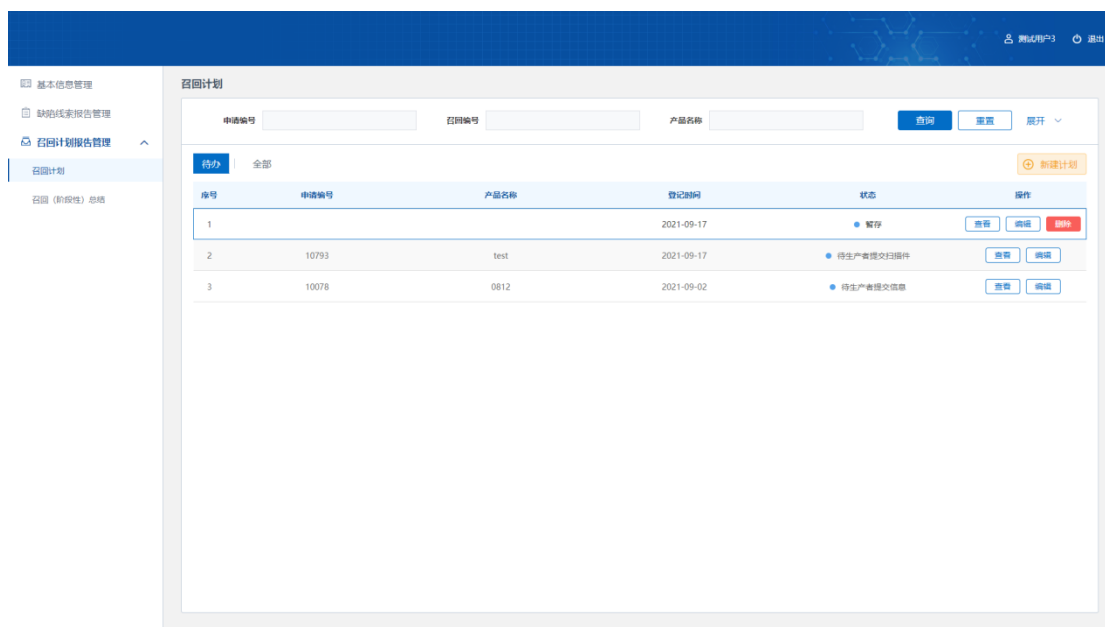 测试用户3 退出
基本信息管理
缺陷线索报告管理
召回计划报告管理
召回计划
召回（阶段性）总结
召回计划
申请编号 召回编号 产品名称 查询 重置 展开
待办 全部 新建计划
序号 申请编号 产品名称 登记时间 状态 操作
1 2021-09-17 暂存 查看 编辑 删除
2 10793 test 2021-09-17 待生产者提交扫描件 查看 编辑
3 10078 0812 2021-09-02 待生产者提交信息 查看 编辑